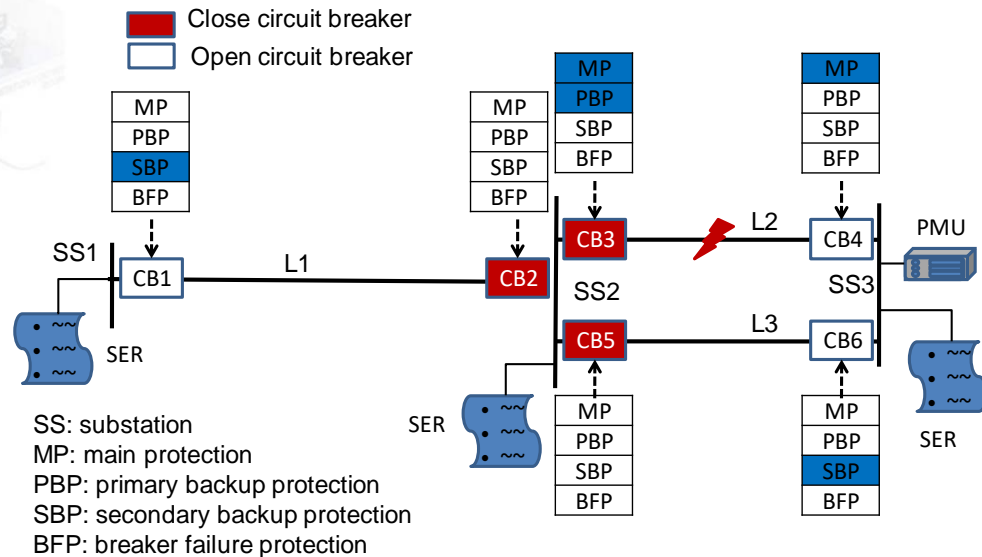 Close circuit breaker
Open circuit breaker
MP
PBP
SBP
BFP
MP
PBP
SBP
BFP
MP
PBP
SBP
BFP
MP
PBP
SBP
BFP
SS1
CB1
L1
CB2
CB3
L2
CB4
PMU
SS2
SS3
CB5
L3
CB6
SER
SER
SER
MP
PBP
SBP
BFP
MP
PBP
SBP
BFP
SS: substation
MP: main protection
PBP: primary backup protection
SBP: secondary backup protection
BFP: breaker failure protection